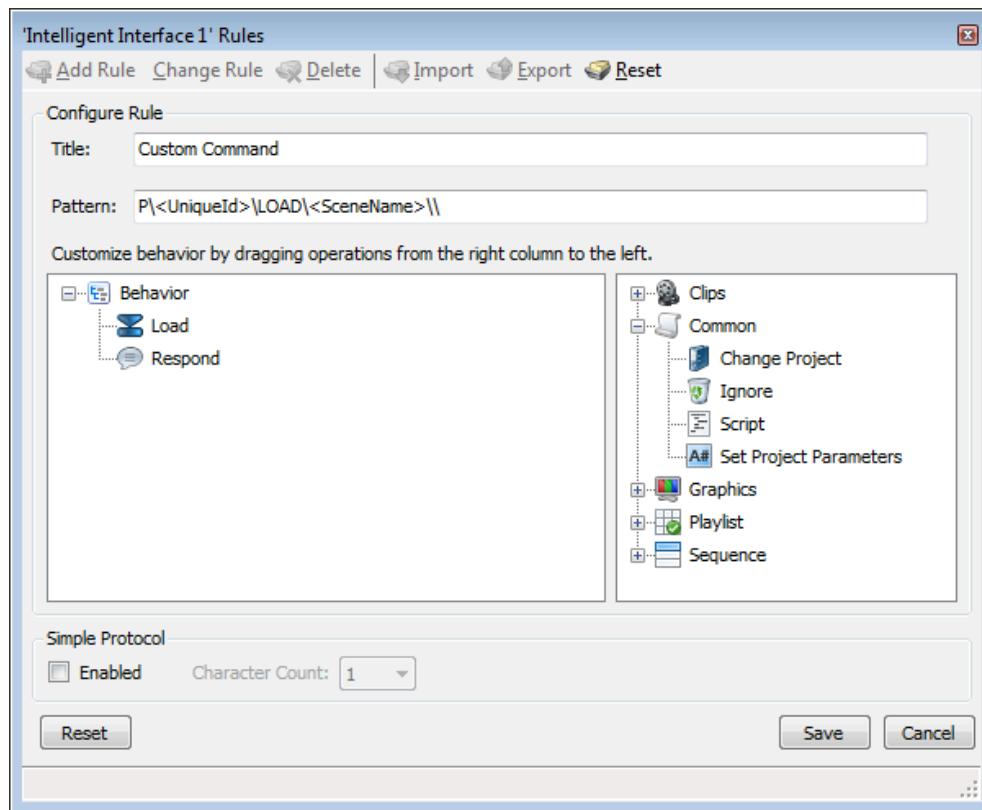 'Intelligent Interface 1' Rules
Add Rule Change Rule Delete Import Export Reset
Configure Rule
Title: Custom Command
Pattern: P\<UniqueId>\LOAD\<SceneName>\\
Customize behavior by dragging operations from the right column to the left.
Behavior
Load
Respond
Clips
Common
Change Project
Ignore
Script
A# Set Project Parameters
Graphics
Playlist
Sequence
Simple Protocol
Enabled Character Count: 1
Reset Save Cancel